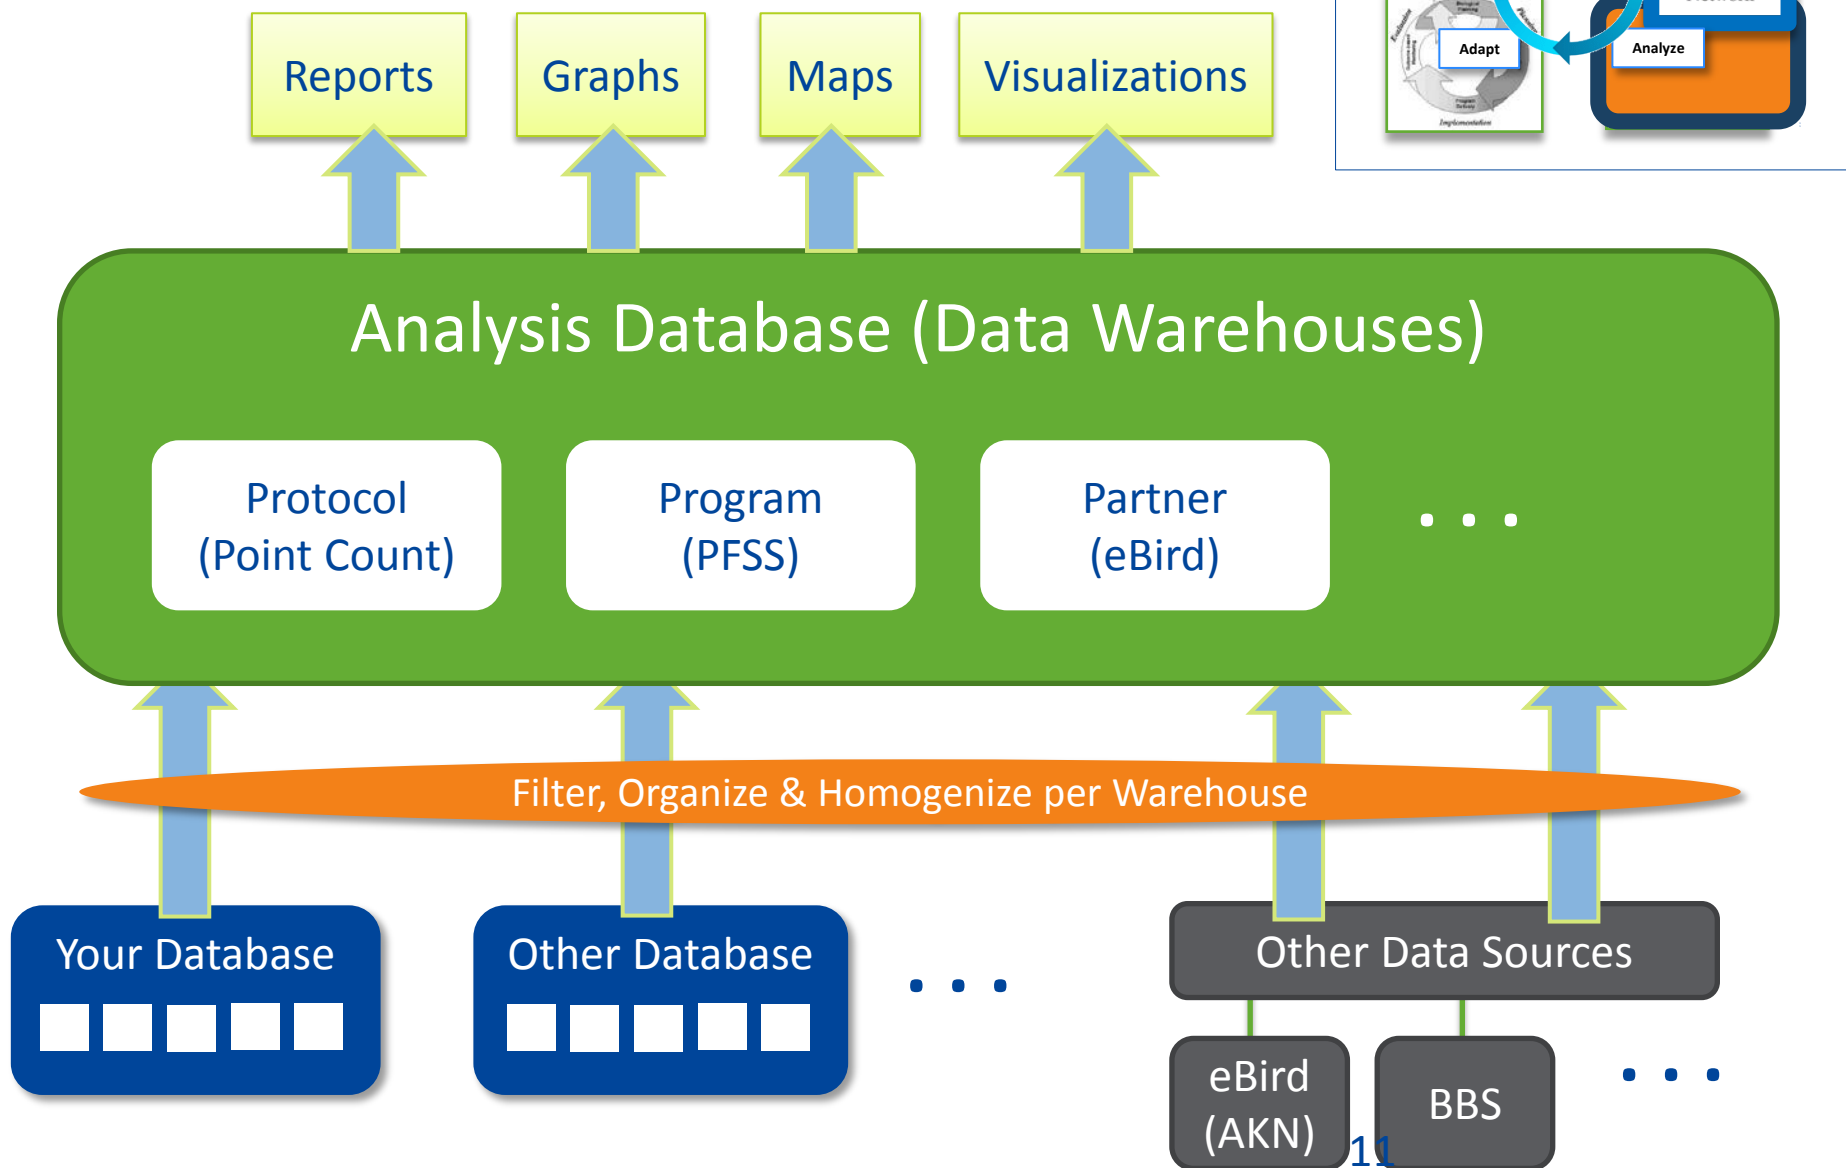 Reports
Graphs
Maps
Visualizations
Adapt
Analyze
Implementation
Analysis Database (Data Warehouses)
Protocol
(Point Count)
Program
(PFSS)
Partner
(eBird)
. . .
Filter, Organize & Homogenize per Warehouse
Your Database
Other Database
. . .
Other Data Sources
eBird
(AKN)
BBS
. . .
11